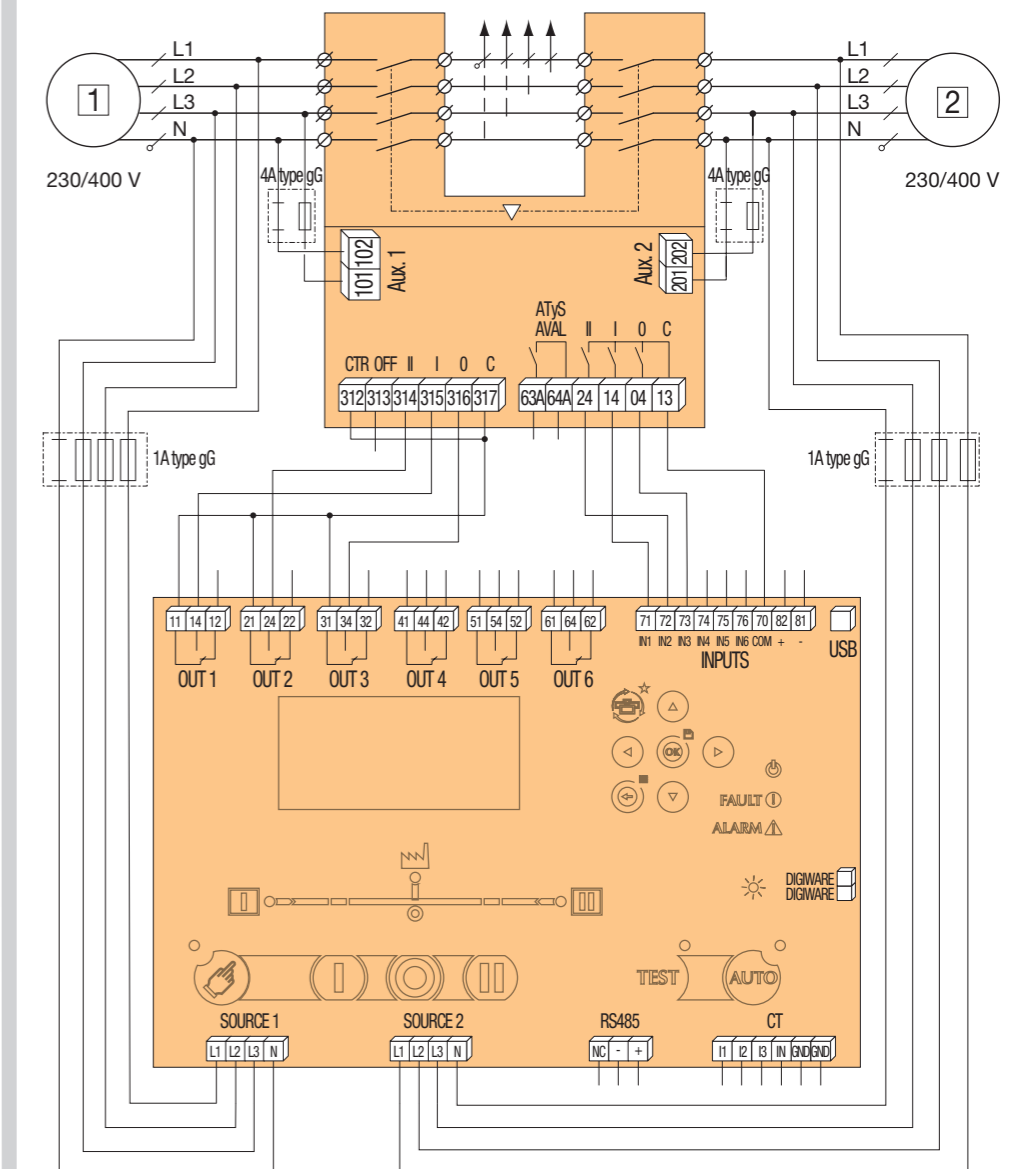 L1
L2
L3
N
1
230/400 V
L1
L2
L3
N
2
230/400 V
4A type gG
4A type gG
101 102
Aux. 1
Aux. 2
201 202
ATyS
AVAL II I 0 C
CTR OFF II I 0 C
312 313 314 315 316 317
63A 64A 24 14 04 13
1A type gG
1A type gG
11 14 12
21 24 22
31 34 32
41 44 42
51 54 52
61 64 62
71 72 73 74 75 76 70 82 81
IN1 IN2 IN3 IN4 IN5 IN6 COM + -
INPUTS
USB
OUT 1
OUT 2
OUT 3
OUT 4
OUT 5
OUT 6
OK
FAULT
ALARM
DIGIWARE
DIGIWARE
I
II
I
II
TEST
AUTO
SOURCE 1
SOURCE 2
RS485
CT
L1 L2 L3 N
L1 L2 L3 N
NC - +
I1 I2 I3 IN GND GND